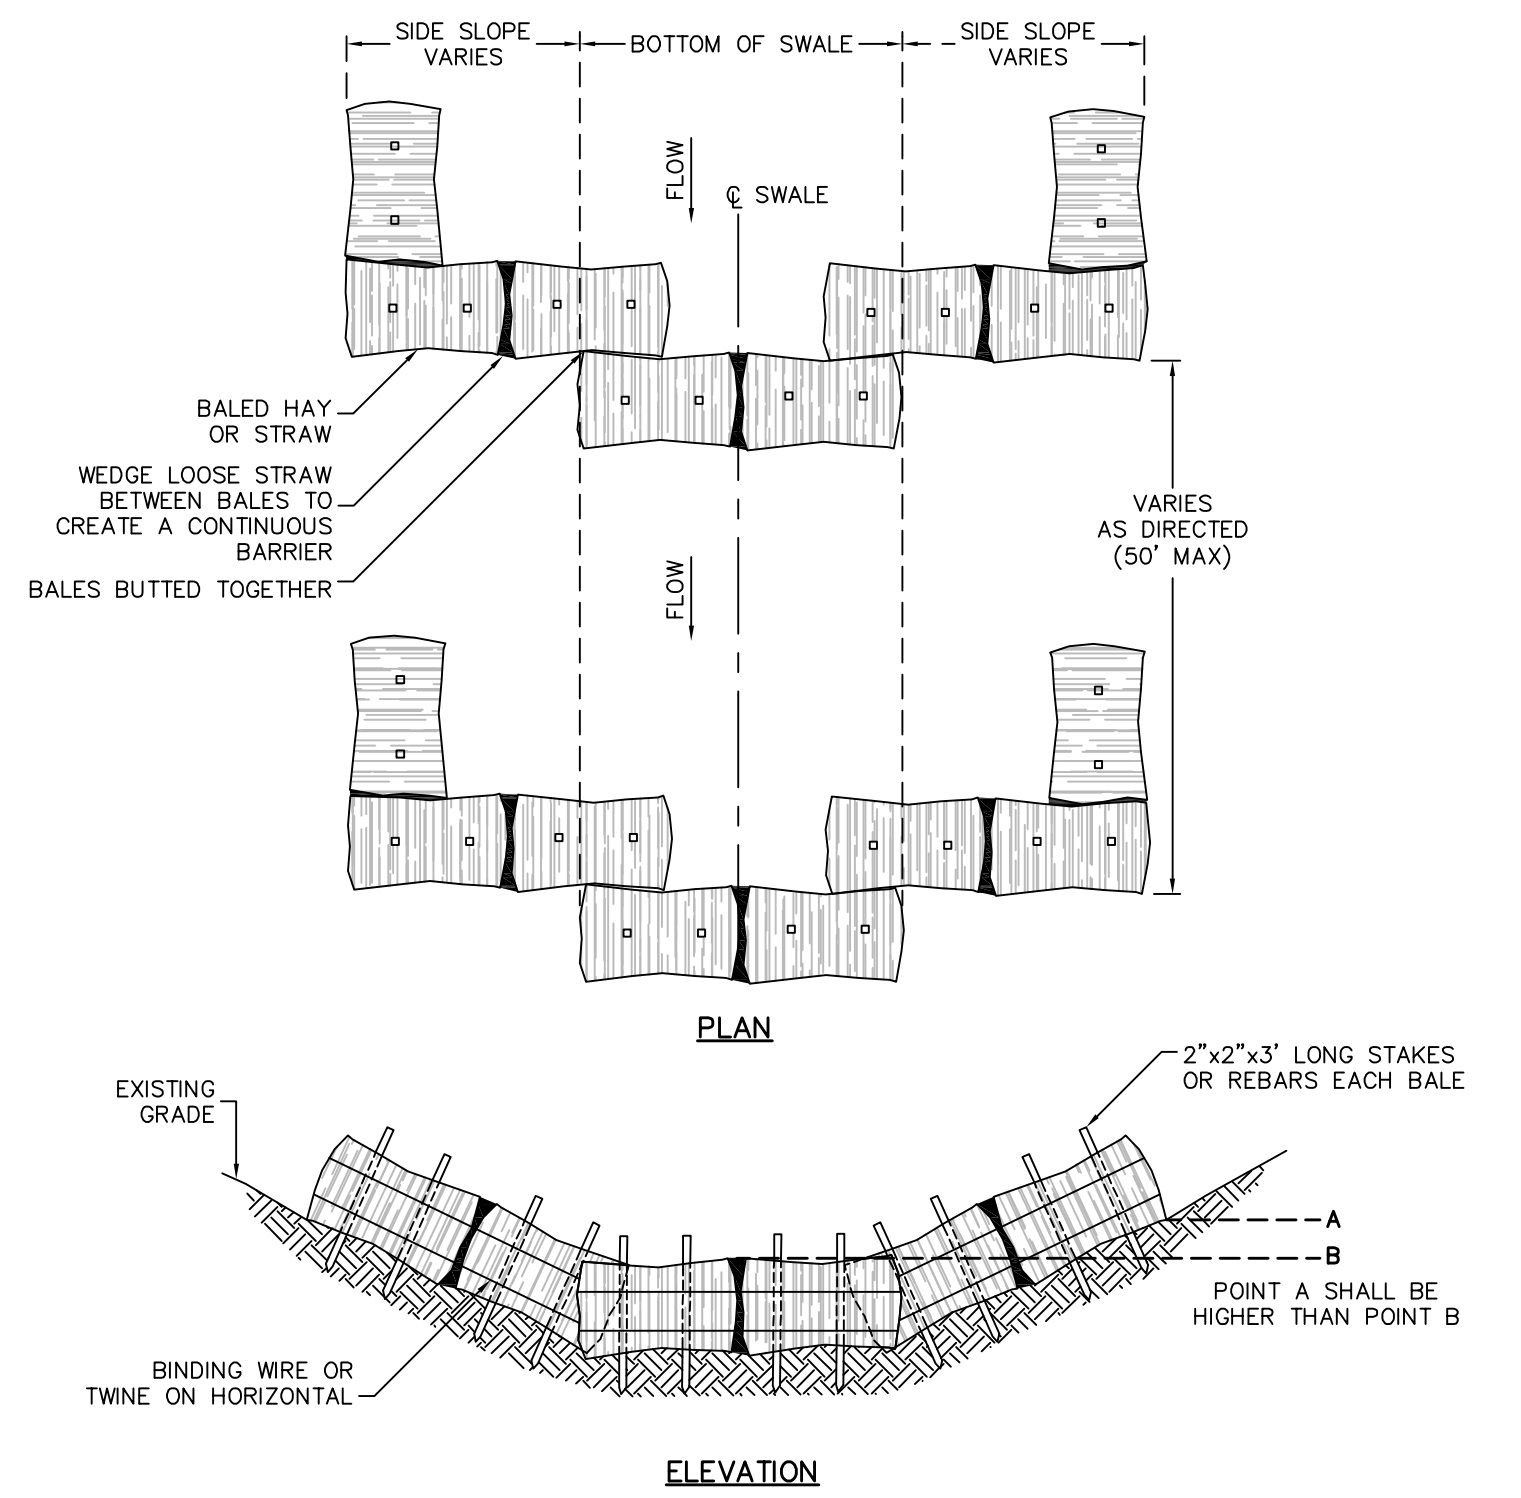 SIDE SLOPE
VARIES
BOTTOM OF SWALE
SIDE SLOPE
VARIES
FLOW
℄ SWALE
BALED HAY
OR STRAW
WEDGE LOOSE STRAW
BETWEEN BALES TO
CREATE A CONTINUOUS
BARRIER
BALES BUTTED TOGETHER
VARIES
AS DIRECTED
(50' MAX)
FLOW
PLAN
2"x2"x3' LONG STAKES
OR REBARS EACH BALE
EXISTING
GRADE
A
B
POINT A SHALL BE
HIGHER THAN POINT B
BINDING WIRE OR
TWINE ON HORIZONTAL
ELEVATION